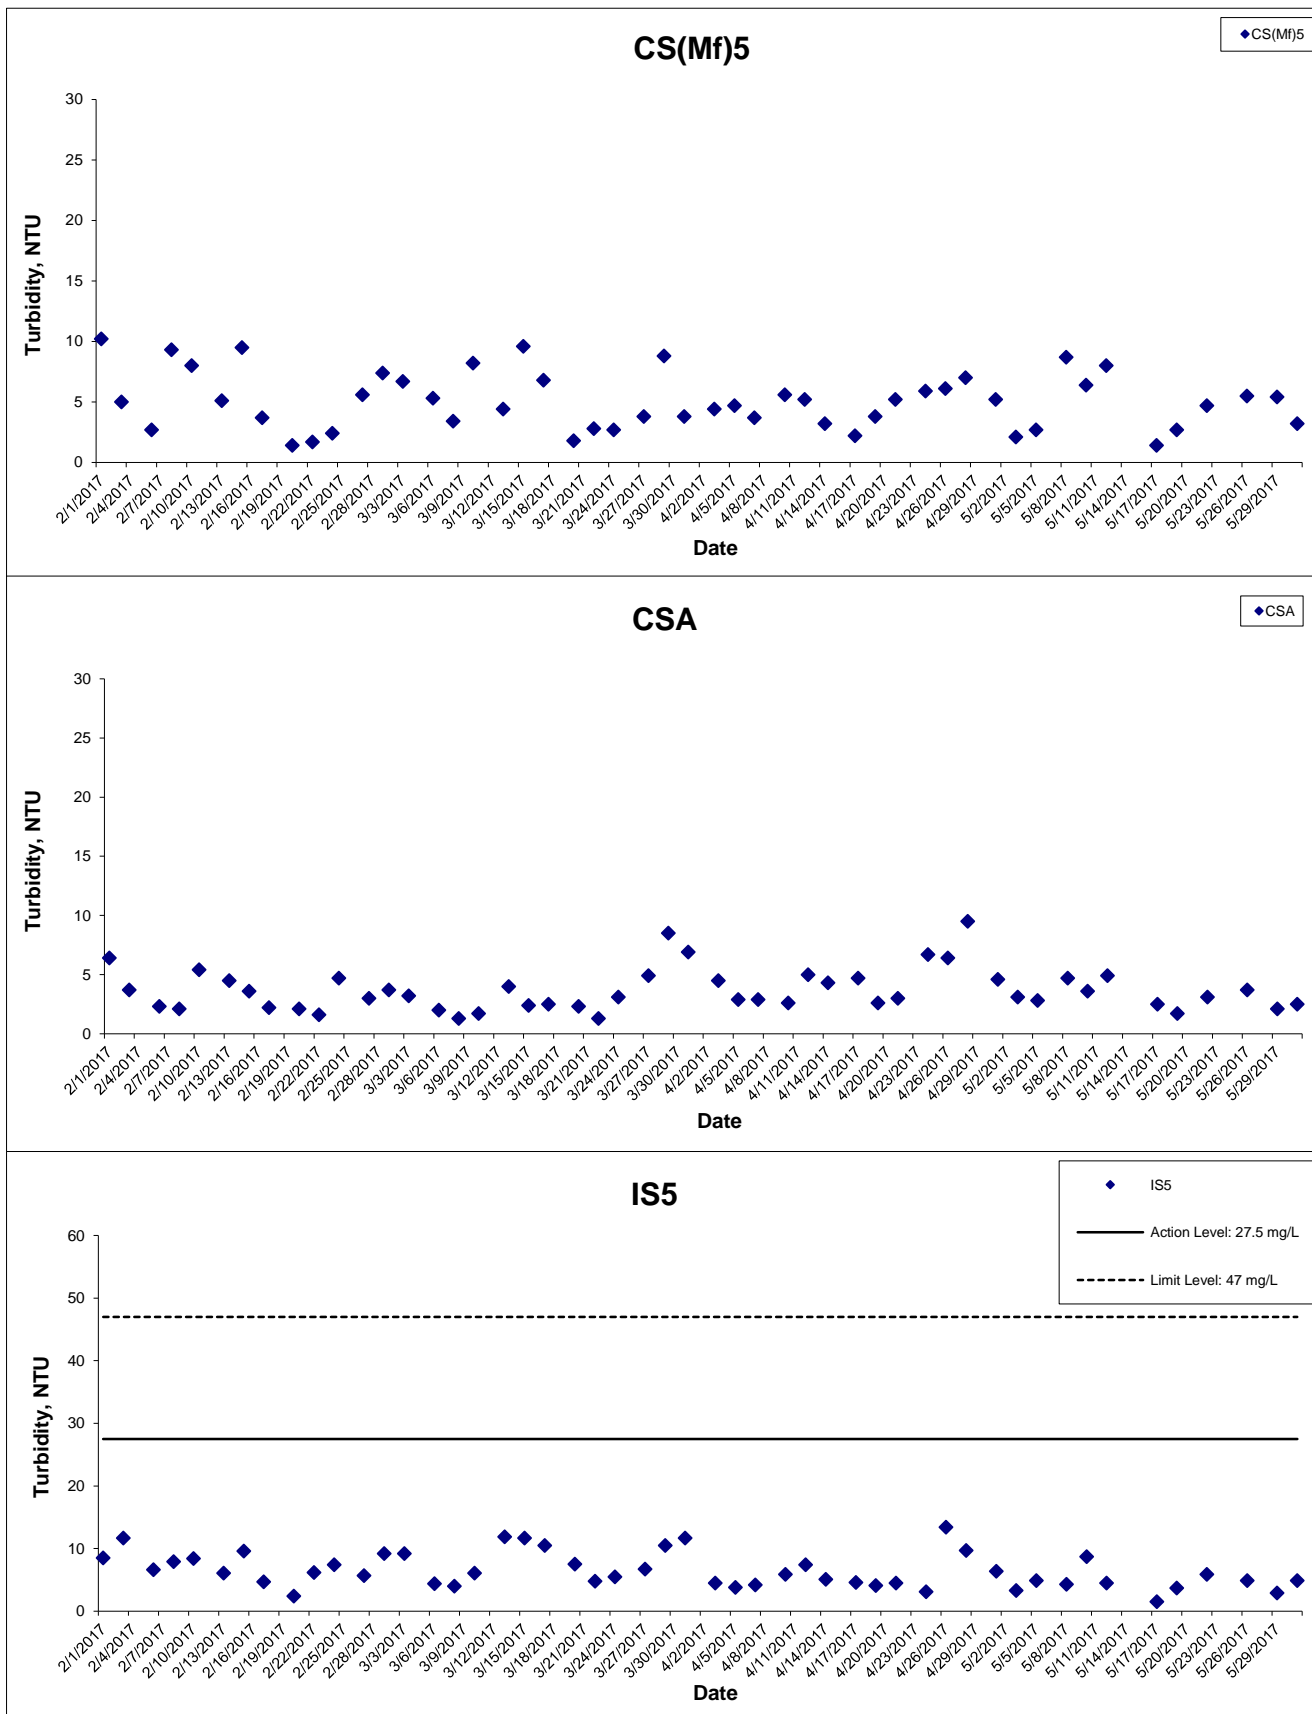 CS(Mf)5
CS(Mf)5
Turbidity, NTU
30
25
20
15
10
5
0
2/1/2017 2/4/2017 2/7/2017 2/10/2017 2/13/2017 2/16/2017 2/19/2017 2/22/2017 2/25/2017 2/28/2017 3/3/2017 3/6/2017 3/9/2017 3/12/2017 3/15/2017 3/18/2017 3/21/2017 3/24/2017 3/27/2017 3/30/2017 4/2/2017 4/5/2017 4/8/2017 4/11/2017 4/14/2017 4/17/2017 4/20/2017 4/23/2017 4/26/2017 4/29/2017 5/2/2017 5/5/2017 5/8/2017 5/11/2017 5/14/2017 5/17/2017 5/20/2017 5/23/2017 5/26/2017 5/29/2017
Date
CSA
CSA
Turbidity, NTU
30
25
20
15
10
5
0
2/1/2017 2/4/2017 2/7/2017 2/10/2017 2/13/2017 2/16/2017 2/19/2017 2/22/2017 2/25/2017 2/28/2017 3/3/2017 3/6/2017 3/9/2017 3/12/2017 3/15/2017 3/18/2017 3/21/2017 3/24/2017 3/27/2017 3/30/2017 4/2/2017 4/5/2017 4/8/2017 4/11/2017 4/14/2017 4/17/2017 4/20/2017 4/23/2017 4/26/2017 4/29/2017 5/2/2017 5/5/2017 5/8/2017 5/11/2017 5/14/2017 5/17/2017 5/20/2017 5/23/2017 5/26/2017 5/29/2017
Date
IS5
IS5
Action Level: 27.5 mg/L
Limit Level: 47 mg/L
Turbidity, NTU
60
50
40
30
20
10
0
2/1/2017 2/4/2017 2/7/2017 2/10/2017 2/13/2017 2/16/2017 2/19/2017 2/22/2017 2/25/2017 2/28/2017 3/3/2017 3/6/2017 3/9/2017 3/12/2017 3/15/2017 3/18/2017 3/21/2017 3/24/2017 3/27/2017 3/30/2017 4/2/2017 4/5/2017 4/8/2017 4/11/2017 4/14/2017 4/17/2017 4/20/2017 4/23/2017 4/26/2017 4/29/2017 5/2/2017 5/5/2017 5/8/2017 5/11/2017 5/14/2017 5/17/2017 5/20/2017 5/23/2017 5/26/2017 5/29/2017
Date